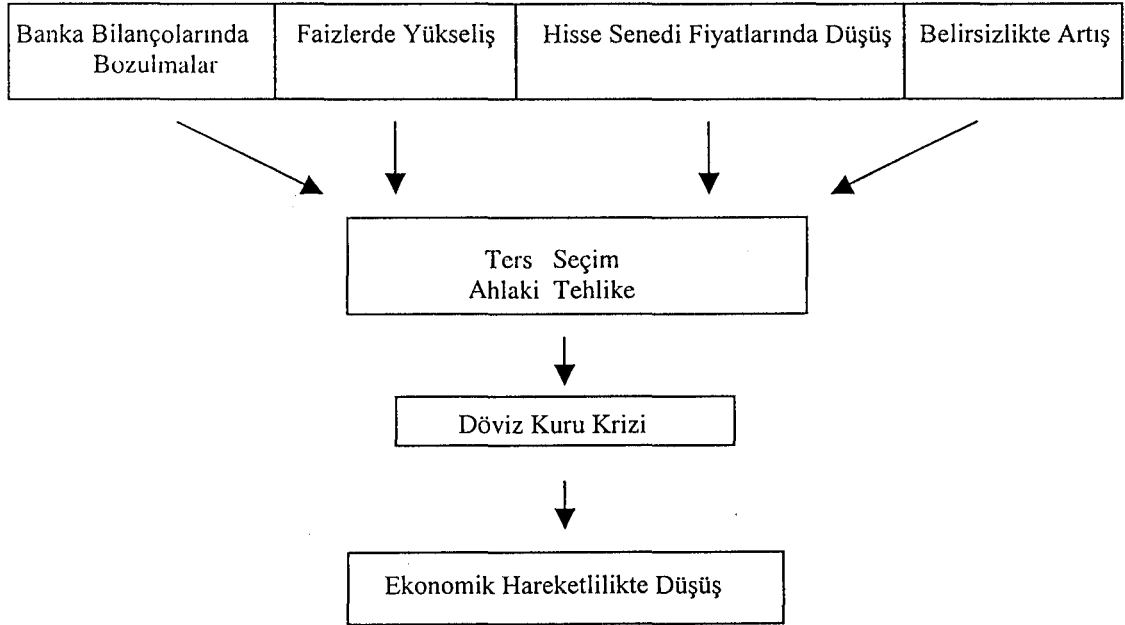 Banka Bilançolarında
Bozulmalar
Faizlerde Yükseliş
Hisse Senedi Fiyatlarında Düşüş
Belirsizlikte Artış
Ters Seçim
Ahlaki Tehlike
Döviz Kuru Krizi
Ekonomik Hareketlilikte Düşüş